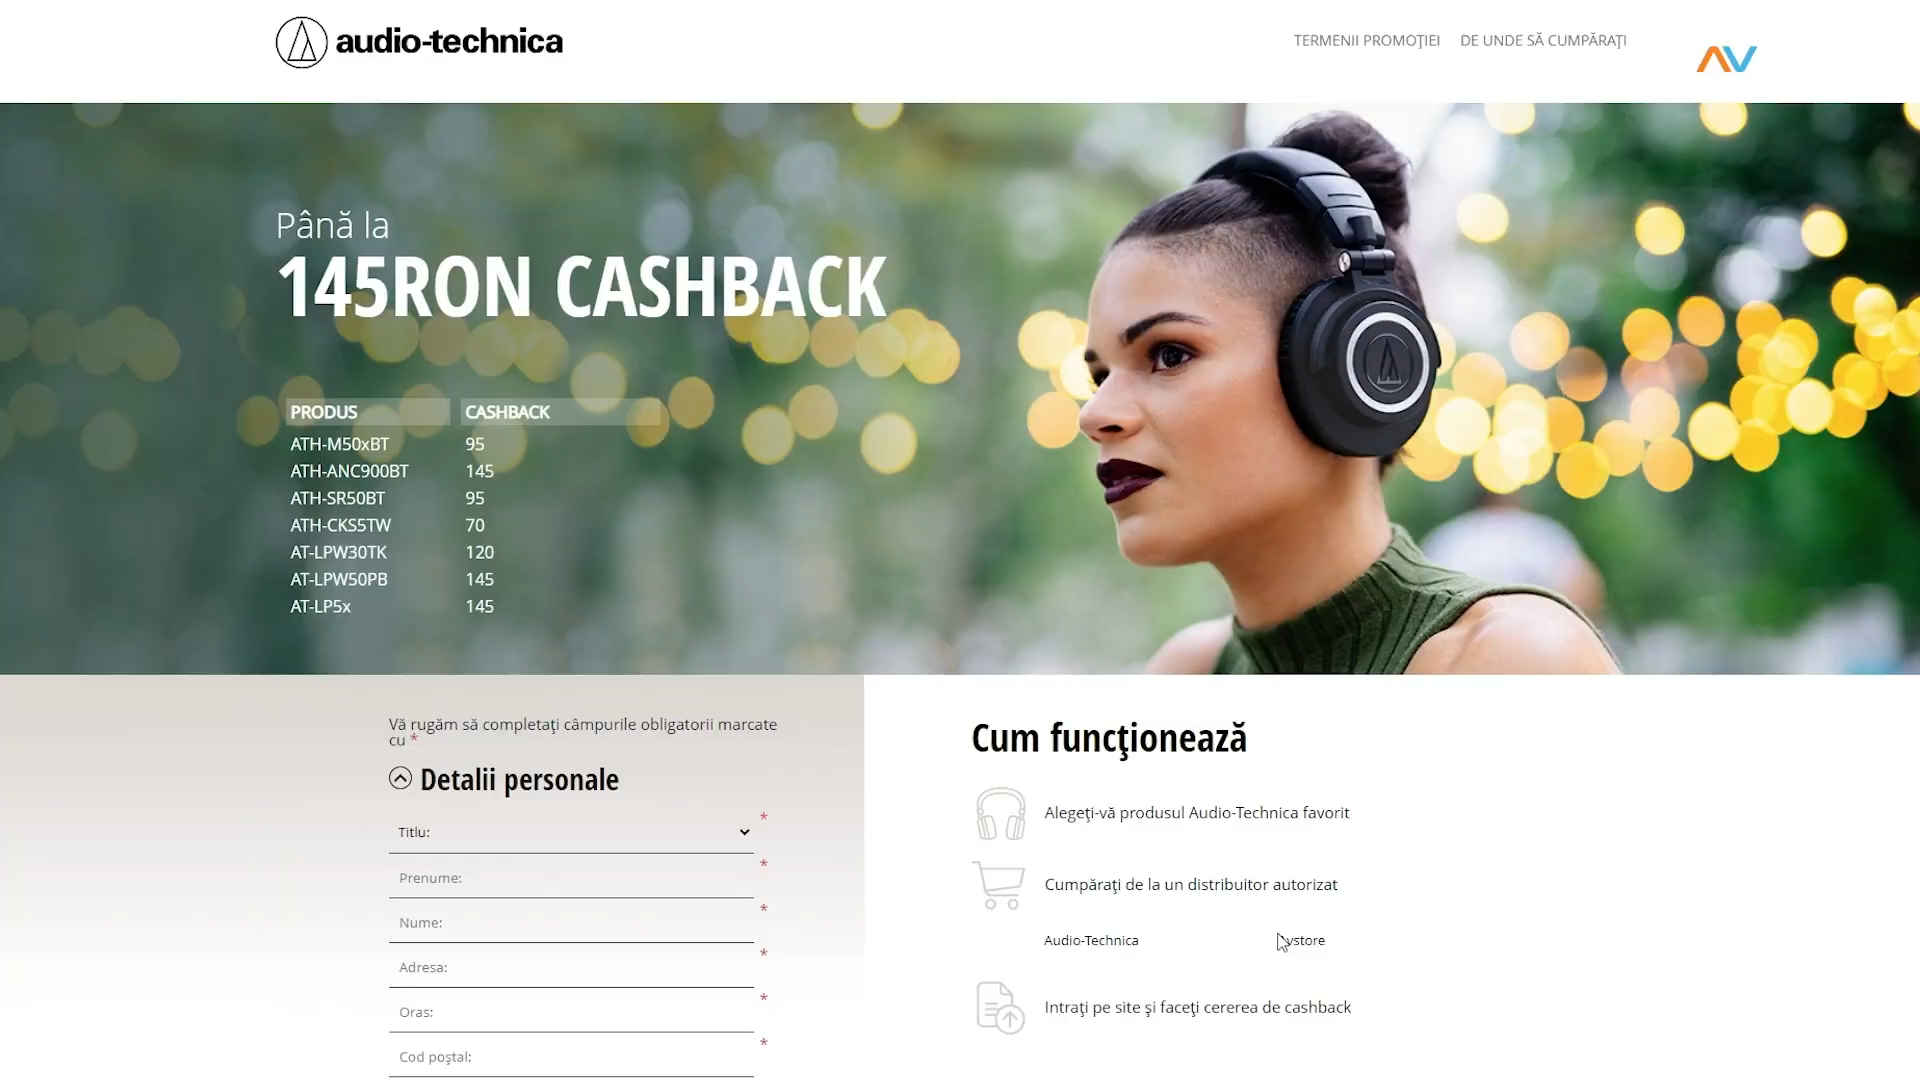 audio-technica
TERMENII PROMOȚIEI
DE UNDE SĂ CUMPĂRAȚI
AV
Până la
145RON CASHBACK
PRODUS CASHBACK
ATH-M50xBT 95
ATH-ANC900BT 145
ATH-SR50BT 95
ATH-CKS5TW 70
AT-LPW30TK 120
AT-LPW50PB 145
AT-LP5x 145
Vă rugăm să completați câmpurile obligatorii marcate
cu *
Detalii personale
Titlu: *
Prenume: *
Nume: *
Adresa: *
Oras: *
Cod poștal: *
Cum funcţionează
Alegeți-vă produsul Audio-Technica favorit
Cumpărați de la un distribuitor autorizat
Audio-Technica
Intrați pe site și faceți cererea de cashback